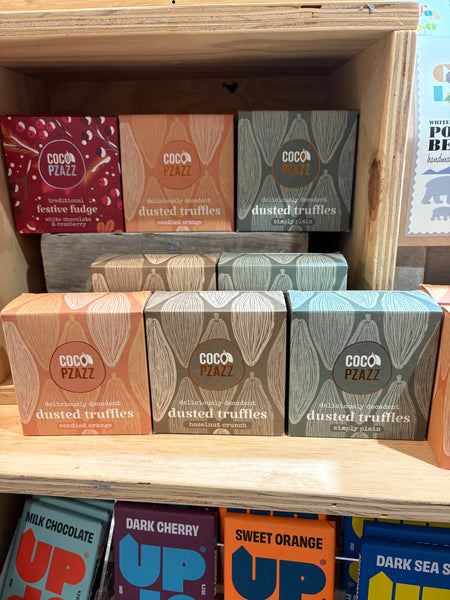 COCO
PZAZZ
traditional
festive fudge
white chocolate
& cranberry
COCO
PZAZZ
deliciously decadent
dusted truffles
candied orange
COCO
PZAZZ
deliciously decadent
dusted truffles
simply plain
COCO
PZAZZ
deliciously decadent
dusted truffles
candied orange
COCO
PZAZZ
deliciously decadent
dusted truffles
hazelnut crunch
COCO
PZAZZ
deliciously decadent
dusted truffles
simply plain
MILK CHOCOLATE
UP
DARK CHERRY
UP
SWEET ORANGE
UP
DARK SEA
UP